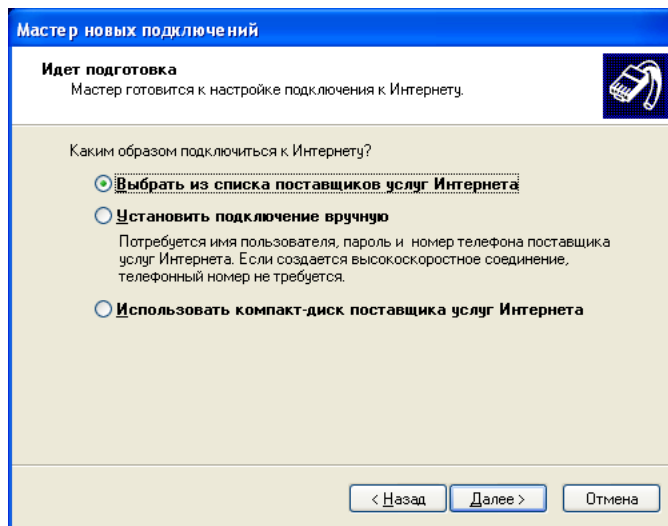 Мастер новых подключений
Идет подготовка
Мастер готовится к настройке подключения к Интернету.
Каким образом подключиться к Интернету?
Выбрать из списка поставщиков услуг Интернета
Установить подключение вручную
Потребуется имя пользователя, пароль и номер телефона поставщика
услуг Интернета. Если создается высокоскоростное соединение,
телефонный номер не требуется.
Использовать компакт-диск поставщика услуг Интернета
< Назад Далее > Отмена